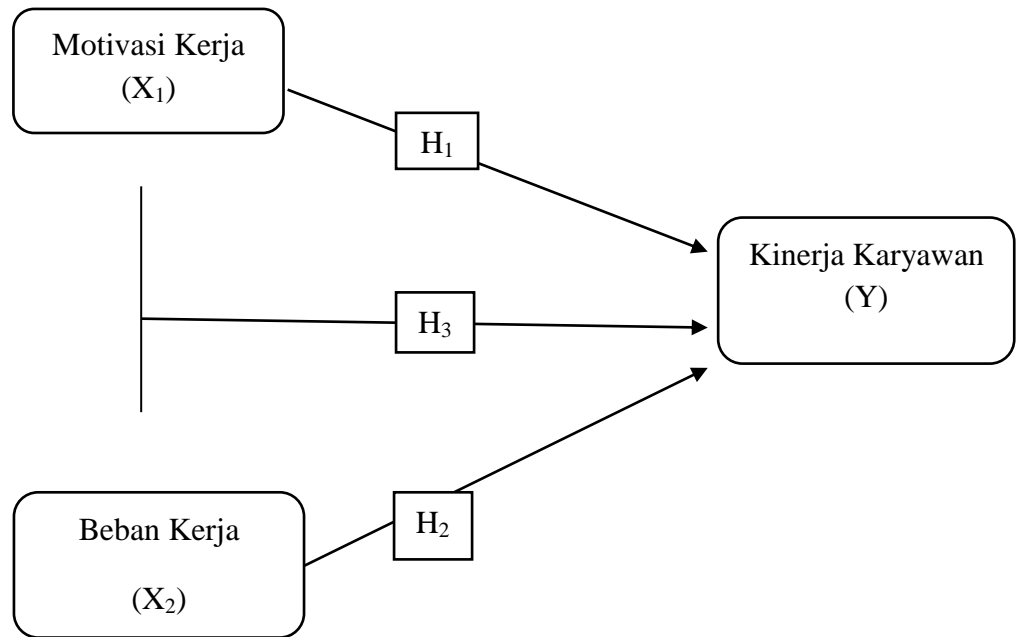 Motivasi Kerja
(X₁)
H₁
Kinerja Karyawan
(Y)
H₃
H₂
Beban Kerja
(X₂)